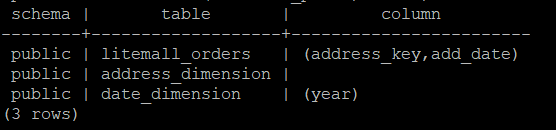 schema | table | column
--------+-------------------+------------------------
public | litemall_orders | (address_key,add_date)
public | address_dimension |
public | date_dimension | (year)
(3 rows)